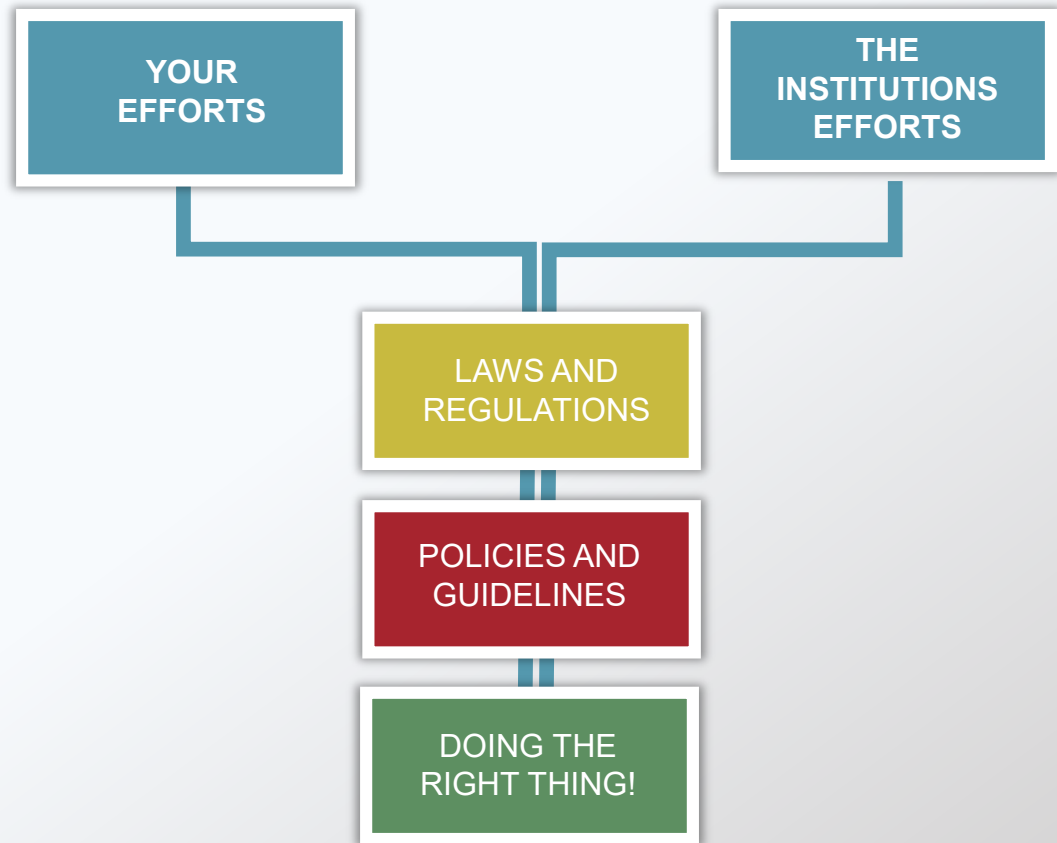 YOUR
EFFORTS
THE
INSTITUTIONS
EFFORTS
LAWS AND
REGULATIONS
POLICIES AND
GUIDELINES
DOING THE
RIGHT THING!